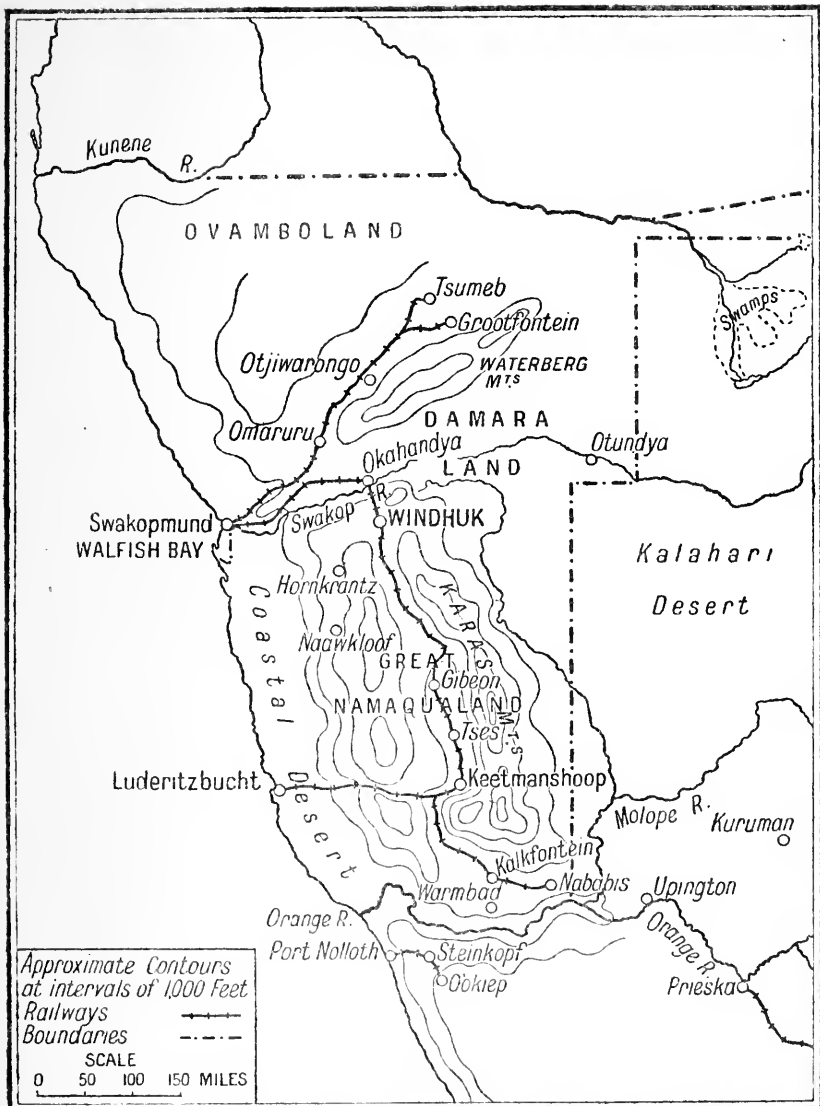 Kunene R.
OVAMBOLAND
Tsumeb
Grootfontein
Swamps
Otjiwarongo
WATERBERG
MTS
Omaruru
DAMARA
LAND
Okahandya
Otundya
Swakop R.
Swakopmund
WALFISH BAY
WINDHUK
Kalahari
Desert
Hornkrantz
KARAS MTS
Naawkloof
GREAT
NAMAQUALAND
Gibeon
Tses
Coastal Desert
Luderitzbucht
Keetmanshoop
Molope R.
Kuruman
Kalkfontein
Warmbad
Nababis
Upington
Orange R.
Orange R.
Port Nolloth
Steinkopf
Ookiep
Prieska
Approximate Contours
at intervals of 1,000 Feet
Railways
Boundaries
SCALE
0 50 100 150 MILES